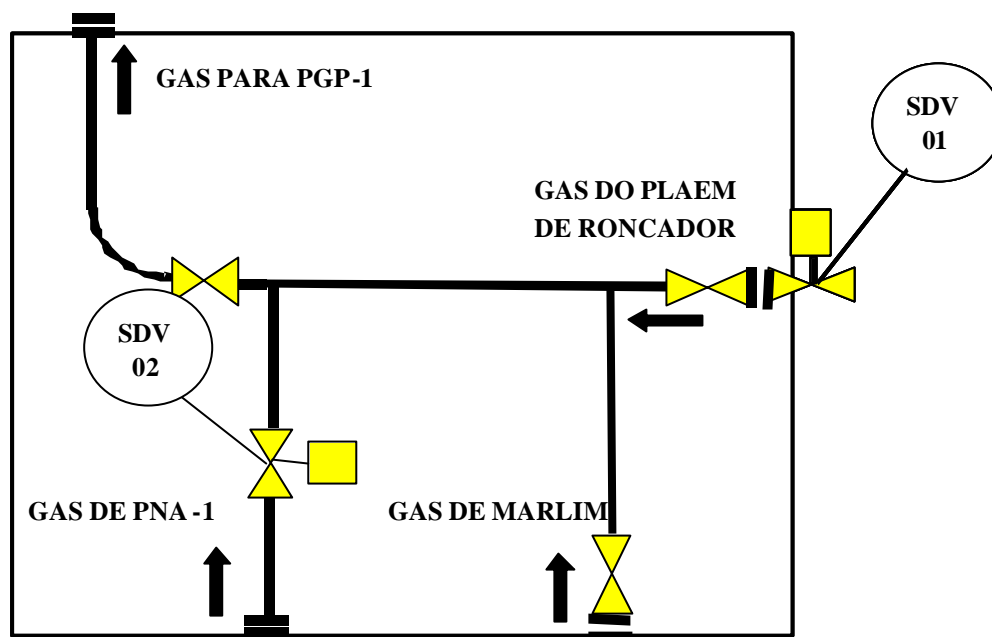 GAS PARA PGP-1
SDV
01
GAS DO PLAEM
DE RONCADOR
SDV
02
GAS DE PNA -1
GAS DE MARLIM